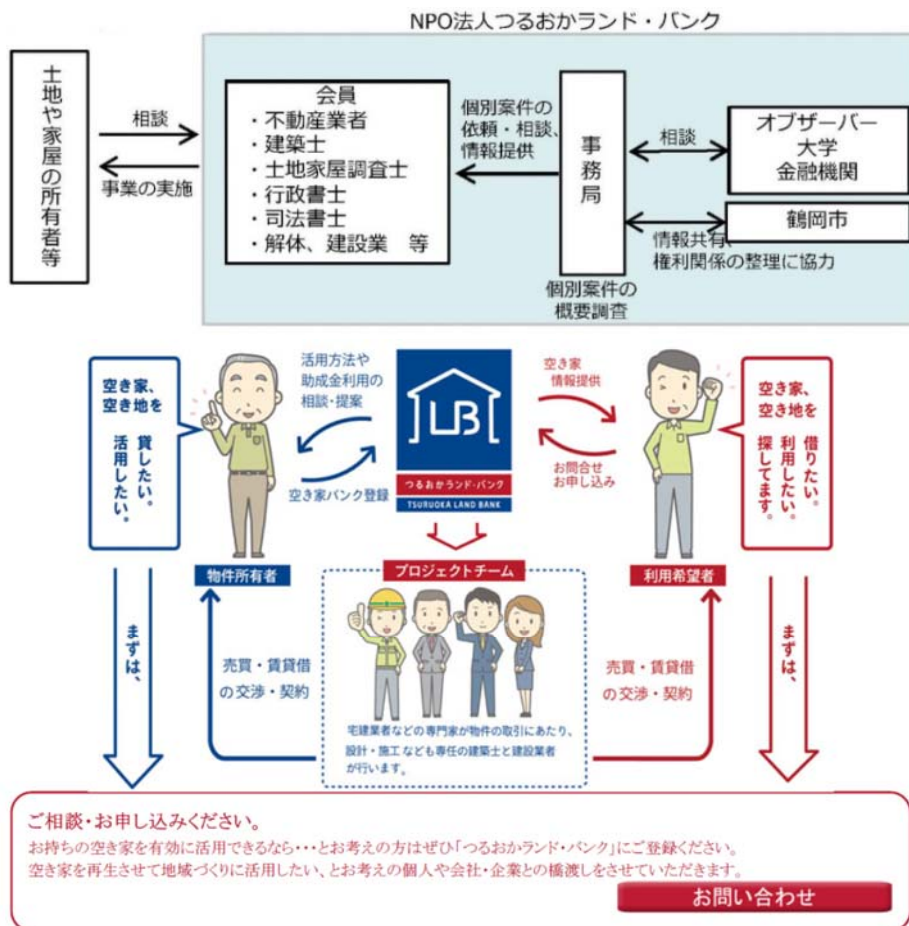 NPO法人つるおかランド・バンク
土地や家屋の所有者等
相談
事業の実施
会員
・不動産業者
・建築士
・土地家屋調査士
・行政書士
・司法書士
・解体、建設業　等
個別案件の
依頼・相談、
情報提供
事務局
個別案件の
概要調査
相談
オブザーバー
大学
金融機関
鶴岡市
情報共有、
権利関係の整理に協力
空き家、
空き地を
貸したい。
活用したい。
活用方法や
助成金利用の
相談・提案
空き家バンク登録
LB
つるおかランド・バンク
TSURUOKA LAND BANK
空き家
情報提供
お問合せ
お申し込み
空き家、
空き地を
借りたい。
利用したい。
探してます。
物件所有者
プロジェクトチーム
利用希望者
まずは、
売買・賃貸借
の交渉・契約
宅建業者などの専門家が物件の取引にあたり、
設計・施工なども専任の建築士と建設業者
が行います。
売買・賃貸借
の交渉・契約
まずは、
ご相談・お申し込みください。
お持ちの空き家を有効に活用できるなら・・・とお考えの方はぜひ「つるおかランド・バンク」にご登録ください。
空き家を再生させて地域づくりに活用したい、とお考えの個人や会社・企業との橋渡しをさせていただきます。
お問い合わせ